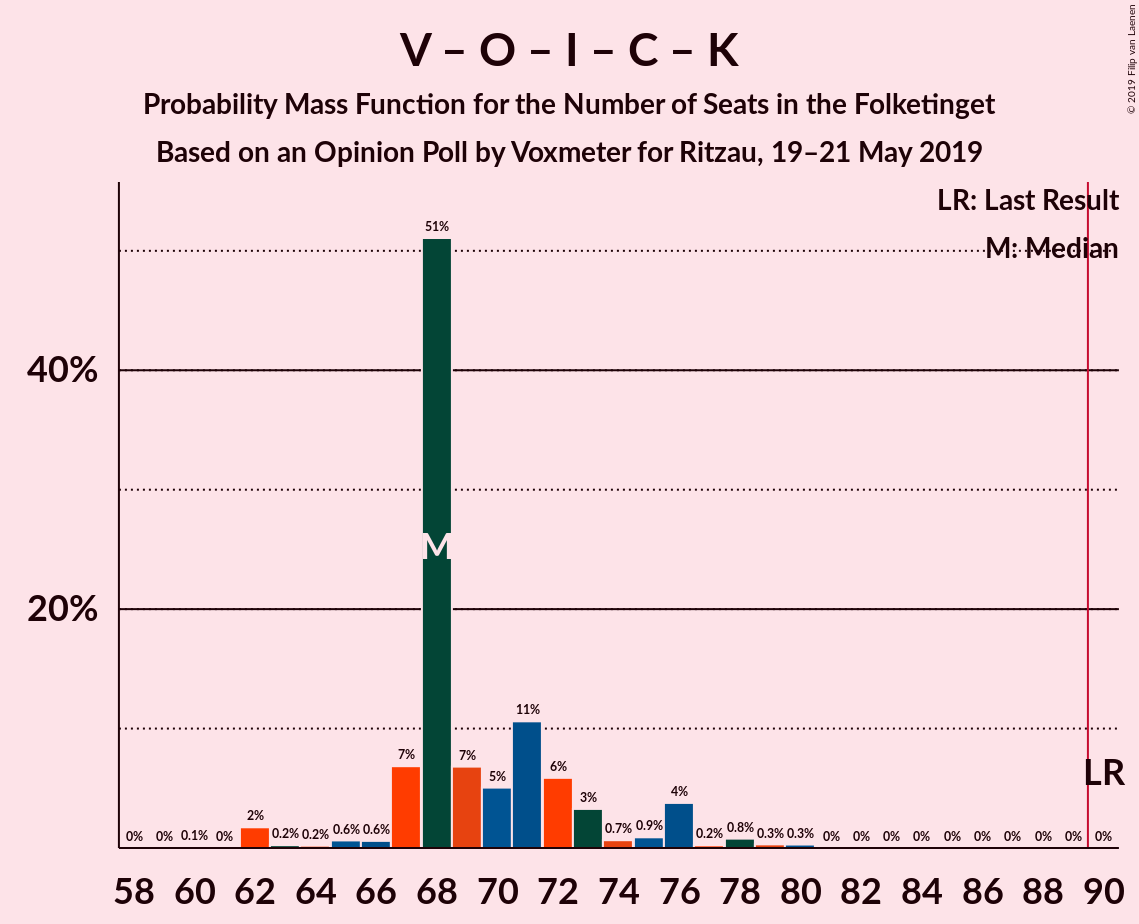 V – O – I – C – K
Probability Mass Function for the Number of Seats in the Folketinget
Based on an Opinion Poll by Voxmeter for Ritzau, 19–21 May 2019
© 2019 Filip van Laenen
LR: Last Result
M: Median
40%
20%
0% 0% 0.1% 0% 2% 0.2% 0.2% 0.6% 0.6% 7% 51% 7% 5% 11% 6% 3% 0.7% 0.9% 4% 0.2% 0.8% 0.3% 0.3% 0% 0% 0% 0% 0% 0% 0% 0% 0% 0%
M
LR
58 60 62 64 66 68 70 72 74 76 78 80 82 84 86 88 90